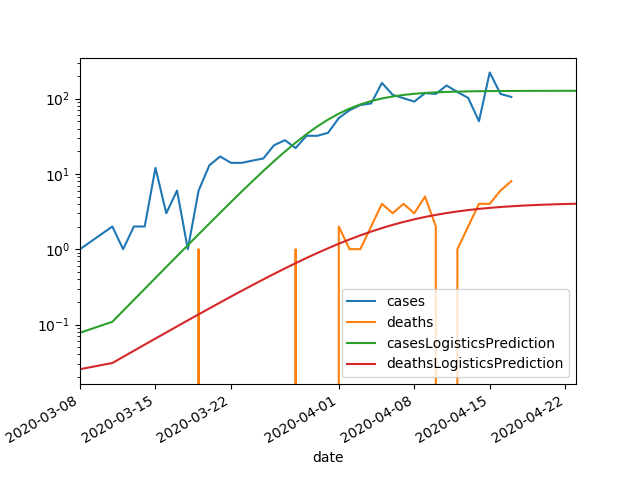 10²
10¹
10⁰
10⁻¹
cases
deaths
casesLogisticsPrediction
deathsLogisticsPrediction
2020-03-08
2020-03-15
2020-03-22
2020-04-01
2020-04-08
2020-04-15
2020-04-22
date